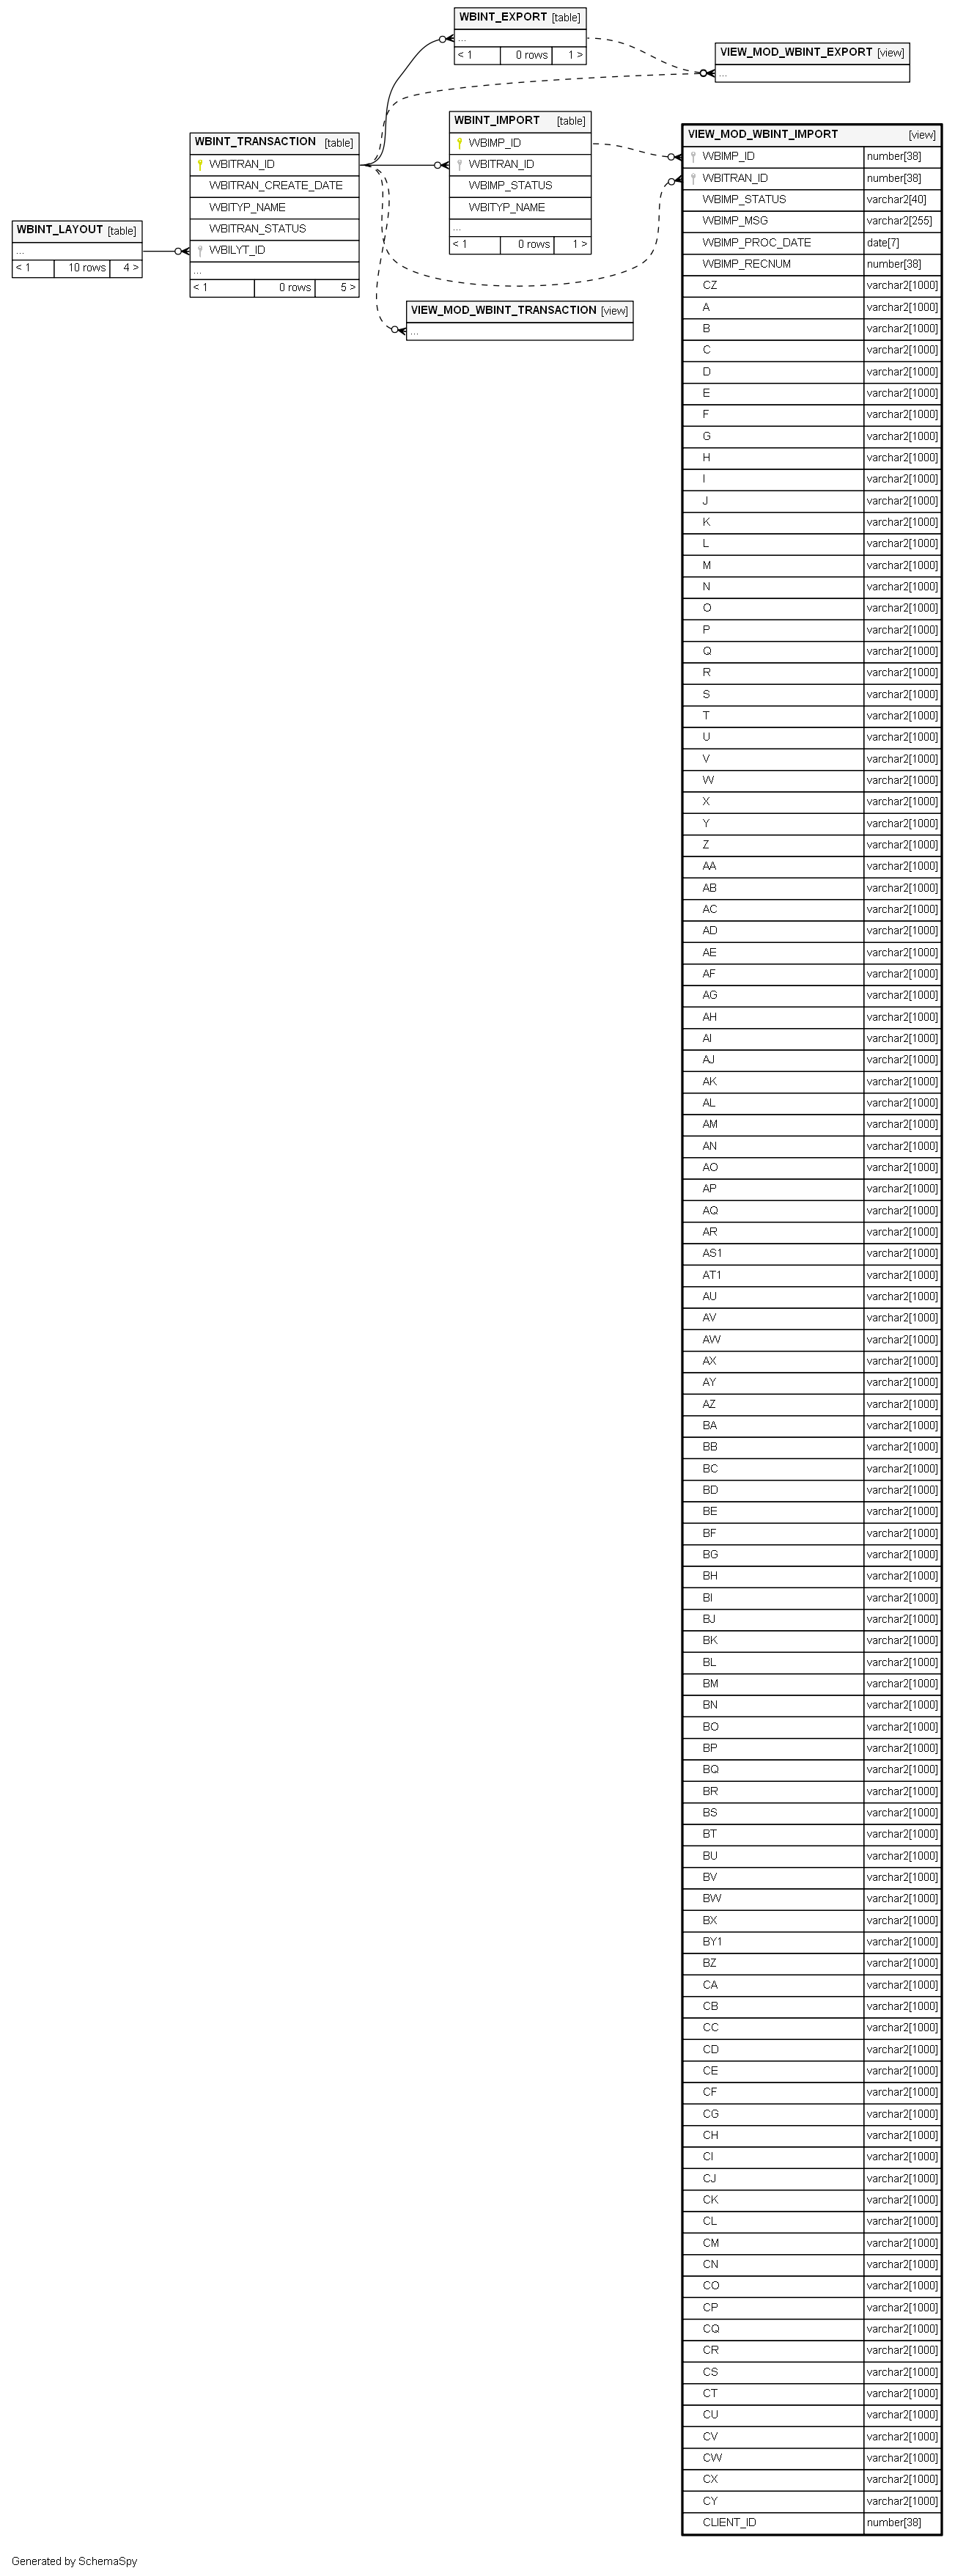 WBINT_EXPORT [table]
...
< 1 0 rows 1 >
VIEW_MOD_WBINT_EXPORT [view]
...
WBINT_IMPORT [table]
WBIMP_ID
WBITRAN_ID
WBIMP_STATUS
WBITYP_NAME
...
< 1 0 rows 1 >
WBINT_TRANSACTION [table]
WBITRAN_ID
WBITRAN_CREATE_DATE
WBITYP_NAME
WBITRAN_STATUS
WBILYT_ID
...
< 1 0 rows 5 >
WBINT_LAYOUT [table]
...
< 1 10 rows 4 >
VIEW_MOD_WBINT_TRANSACTION [view]
...
VIEW_MOD_WBINT_IMPORT [view]
WBIMP_ID number[38]
WBITRAN_ID number[38]
WBIMP_STATUS varchar2[40]
WBIMP_MSG varchar2[255]
WBIMP_PROC_DATE date[7]
WBIMP_RECNUM number[38]
CZ varchar2[1000]
A varchar2[1000]
B varchar2[1000]
C varchar2[1000]
D varchar2[1000]
E varchar2[1000]
F varchar2[1000]
G varchar2[1000]
H varchar2[1000]
I varchar2[1000]
J varchar2[1000]
K varchar2[1000]
L varchar2[1000]
M varchar2[1000]
N varchar2[1000]
O varchar2[1000]
P varchar2[1000]
Q varchar2[1000]
R varchar2[1000]
S varchar2[1000]
T varchar2[1000]
U varchar2[1000]
V varchar2[1000]
W varchar2[1000]
X varchar2[1000]
Y varchar2[1000]
Z varchar2[1000]
AA varchar2[1000]
AB varchar2[1000]
AC varchar2[1000]
AD varchar2[1000]
AE varchar2[1000]
AF varchar2[1000]
AG varchar2[1000]
AH varchar2[1000]
AI varchar2[1000]
AJ varchar2[1000]
AK varchar2[1000]
AL varchar2[1000]
AM varchar2[1000]
AN varchar2[1000]
AO varchar2[1000]
AP varchar2[1000]
AQ varchar2[1000]
AR varchar2[1000]
AS1 varchar2[1000]
AT1 varchar2[1000]
AU varchar2[1000]
AV varchar2[1000]
AW varchar2[1000]
AX varchar2[1000]
AY varchar2[1000]
AZ varchar2[1000]
BA varchar2[1000]
BB varchar2[1000]
BC varchar2[1000]
BD varchar2[1000]
BE varchar2[1000]
BF varchar2[1000]
BG varchar2[1000]
BH varchar2[1000]
BI varchar2[1000]
BJ varchar2[1000]
BK varchar2[1000]
BL varchar2[1000]
BM varchar2[1000]
BN varchar2[1000]
BO varchar2[1000]
BP varchar2[1000]
BQ varchar2[1000]
BR varchar2[1000]
BS varchar2[1000]
BT varchar2[1000]
BU varchar2[1000]
BV varchar2[1000]
BW varchar2[1000]
BX varchar2[1000]
BY1 varchar2[1000]
BZ varchar2[1000]
CA varchar2[1000]
CB varchar2[1000]
CC varchar2[1000]
CD varchar2[1000]
CE varchar2[1000]
CF varchar2[1000]
CG varchar2[1000]
CH varchar2[1000]
CI varchar2[1000]
CJ varchar2[1000]
CK varchar2[1000]
CL varchar2[1000]
CM varchar2[1000]
CN varchar2[1000]
CO varchar2[1000]
CP varchar2[1000]
CQ varchar2[1000]
CR varchar2[1000]
CS varchar2[1000]
CT varchar2[1000]
CU varchar2[1000]
CV varchar2[1000]
CW varchar2[1000]
CX varchar2[1000]
CY varchar2[1000]
CLIENT_ID number[38]
Generated by SchemaSpy